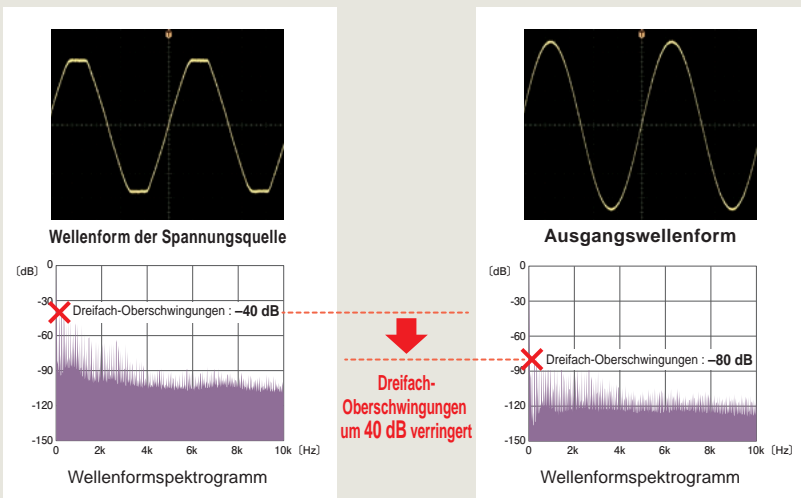 Wellenform der Spannungsquelle
〔dB〕
0
-30
-60
-90
-120
-150
Dreifach-Oberschwingungen : –40 dB
0 2k 4k 6k 8k 10k〔Hz〕
Wellenformspektrogramm
Dreifach-
Oberschwingungen
um 40 dB verringert
Ausgangswellenform
〔dB〕
0
-30
-60
-90
-120
-150
Dreifach-Oberschwingungen : –80 dB
0 2k 4k 6k 8k 10k〔Hz〕
Wellenformspektrogramm